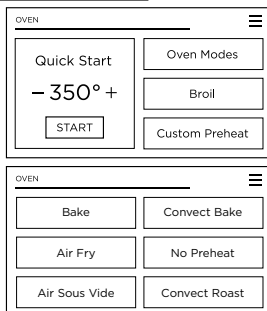 OVEN
Quick Start
– 350° +
START
Oven Modes
Broil
Custom Preheat
OVEN
Bake
Convect Bake
Air Fry
No Preheat
Air Sous Vide
Convect Roast